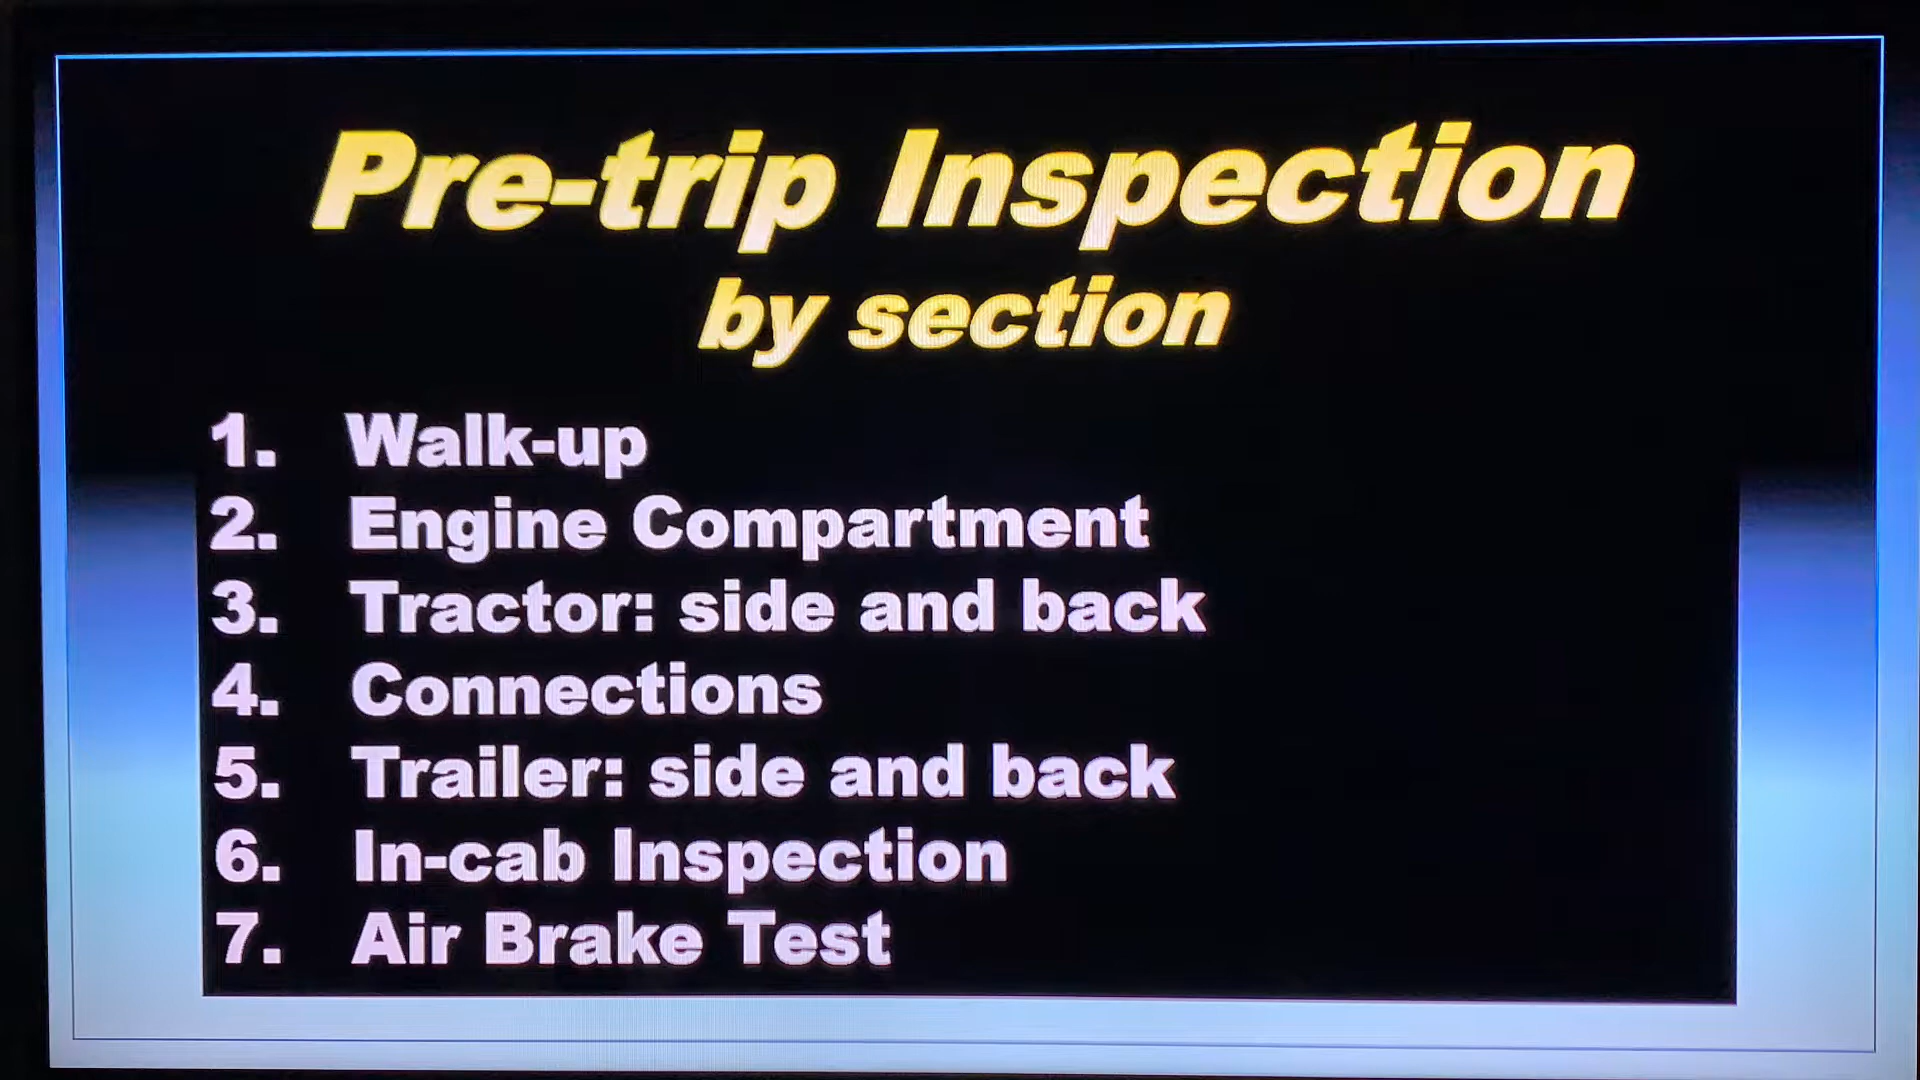 Pre-trip Inspection
by section
1. Walk-up
2. Engine Compartment
3. Tractor: side and back
4. Connections
5. Trailer: side and back
6. In-cab Inspection
7. Air Brake Test